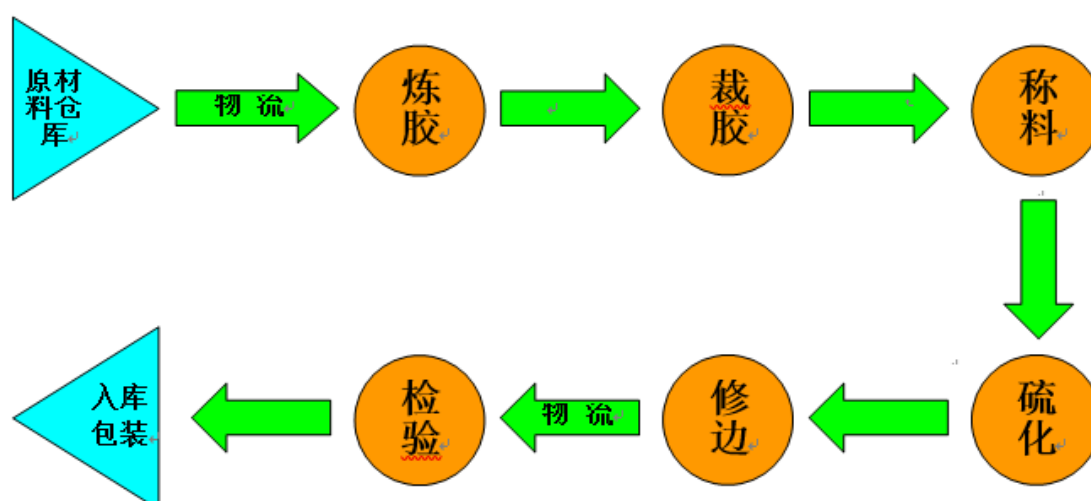 原材
料仓
库
物 流
炼
胶
裁
胶
称
料
硫
化
修
边
物 流
检
验
入库
包装